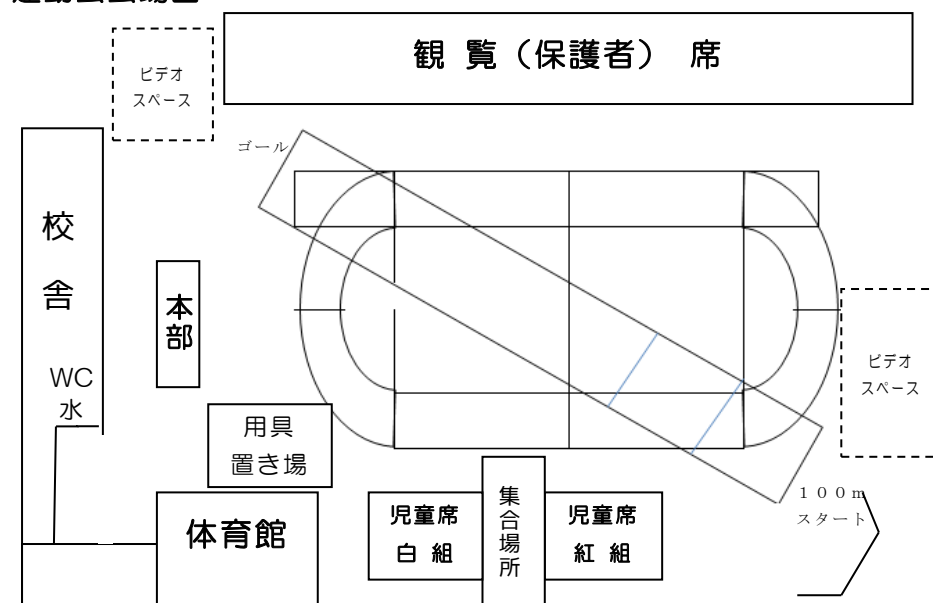 観 覧（保護者） 席
ビデオ
スペース
ゴール
校
舎
WC
水
本
部
用具
置き場
体育館
児童席
白 組
集
合
場
所
児童席
紅 組
ビデオ
スペース
１００ｍ
スタート